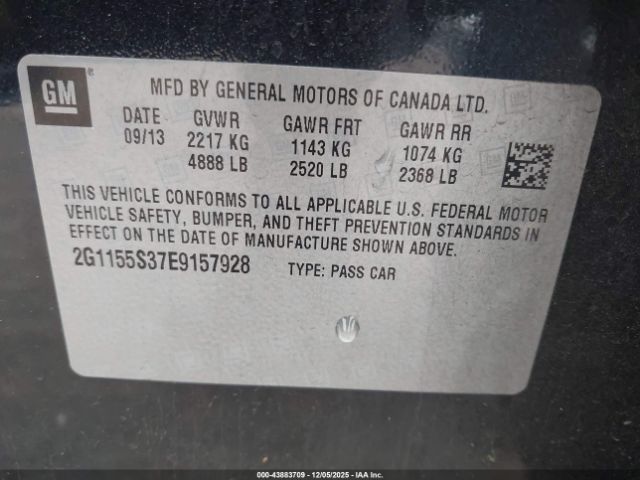 GM ®
MFD BY GENERAL MOTORS OF CANADA LTD.
DATE GVWR GAWR FRT GAWR RR
09/13 2217 KG 1143 KG 1074 KG
4888 LB 2520 LB 2368 LB
THIS VEHICLE CONFORMS TO ALL APPLICABLE U.S. FEDERAL MOTOR
VEHICLE SAFETY, BUMPER, AND THEFT PREVENTION STANDARDS IN
EFFECT ON THE DATE OF MANUFACTURE SHOWN ABOVE.
2G1155S37E9157928 TYPE: PASS CAR
000-43883709 - 12/05/2025 - IAA Inc.